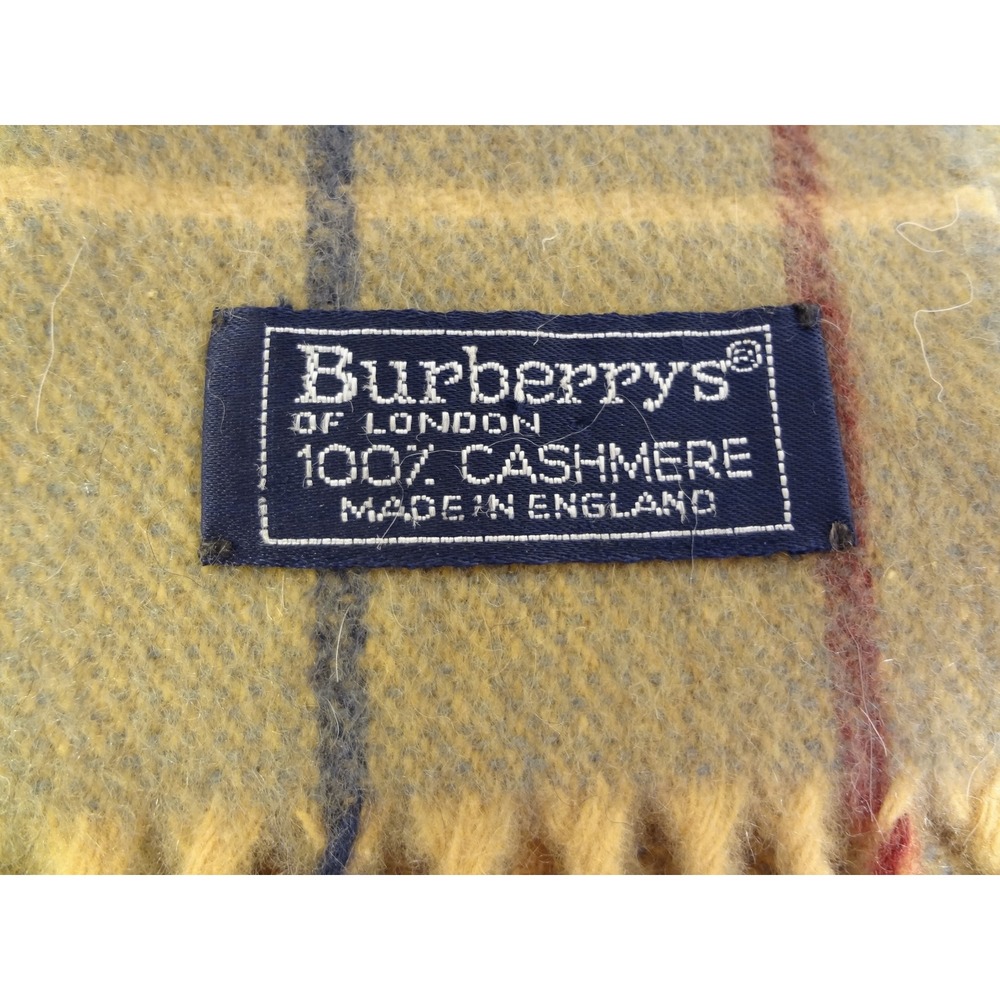 Burberrys®
OF LONDON
100% CASHMERE
MADE IN ENGLAND